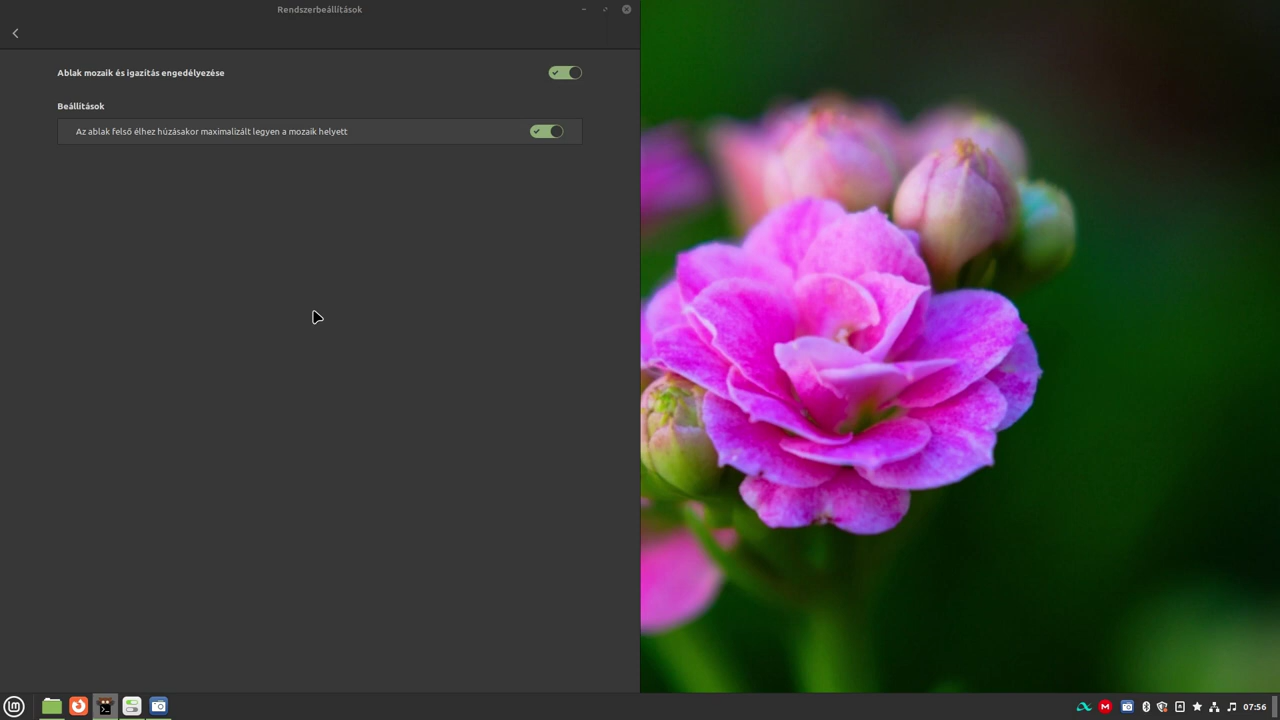 Rendszerbeállítások
Ablak mozaik és igazítás engedélyezése
Beállítások
Az ablak felső élhez húzásakor maximalizált legyen a mozaik helyett
07:56